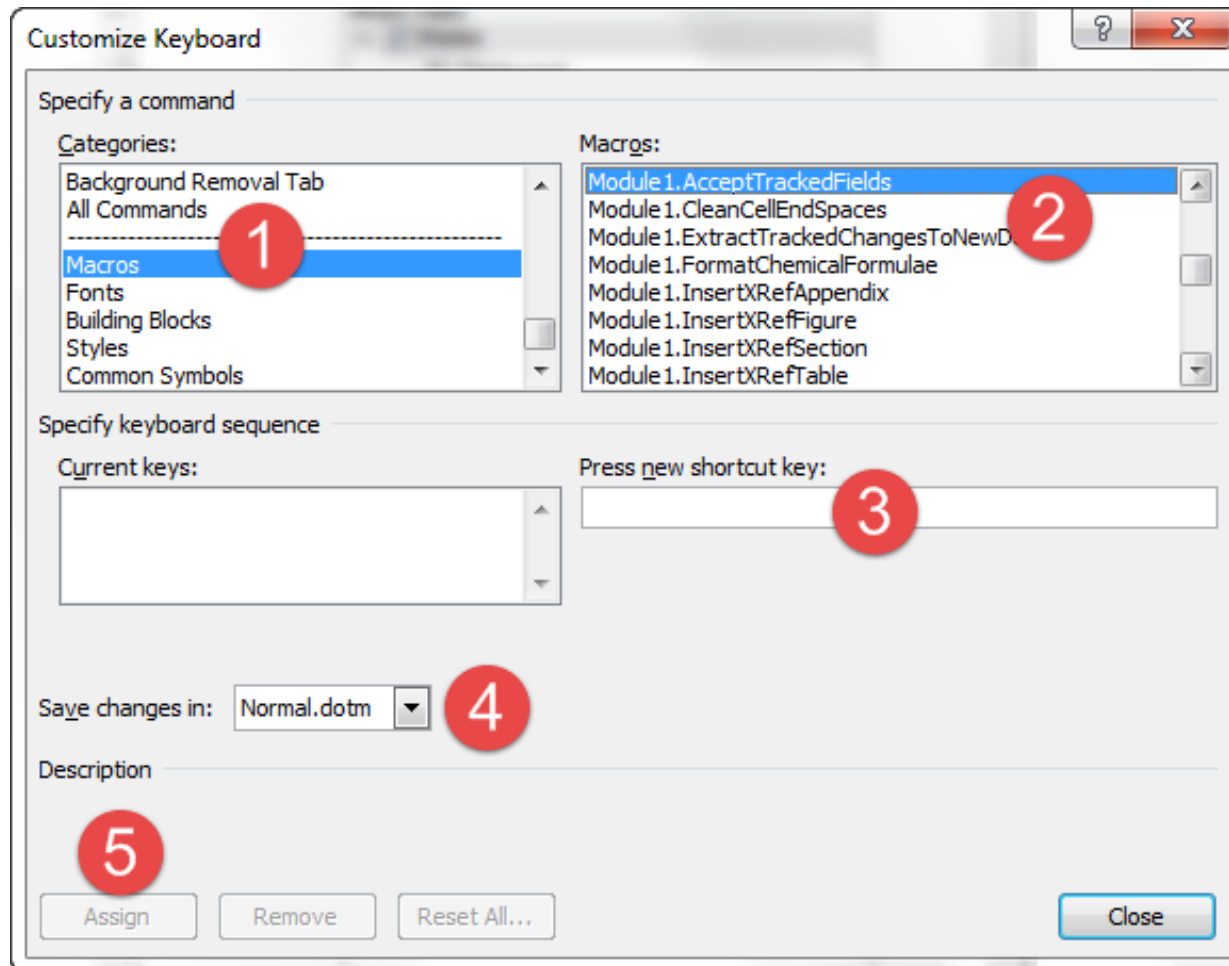 Customize Keyboard
?
X
Specify a command
Categories:
Background Removal Tab
All Commands
Macros
Fonts
Building Blocks
Styles
Common Symbols
1
Macros:
Module1.AcceptTrackedFields
Module1.CleanCellEndSpaces
Module1.ExtractTrackedChangesToNewD
Module1.FormatChemicalFormulae
Module1.InsertXRefAppendix
Module1.InsertXRefFigure
Module1.InsertXRefSection
Module1.InsertXRefTable
2
Specify keyboard sequence
Current keys:
Press new shortcut key:
3
Save changes in: Normal.dotm
4
Description
5
Assign
Remove
Reset All...
Close